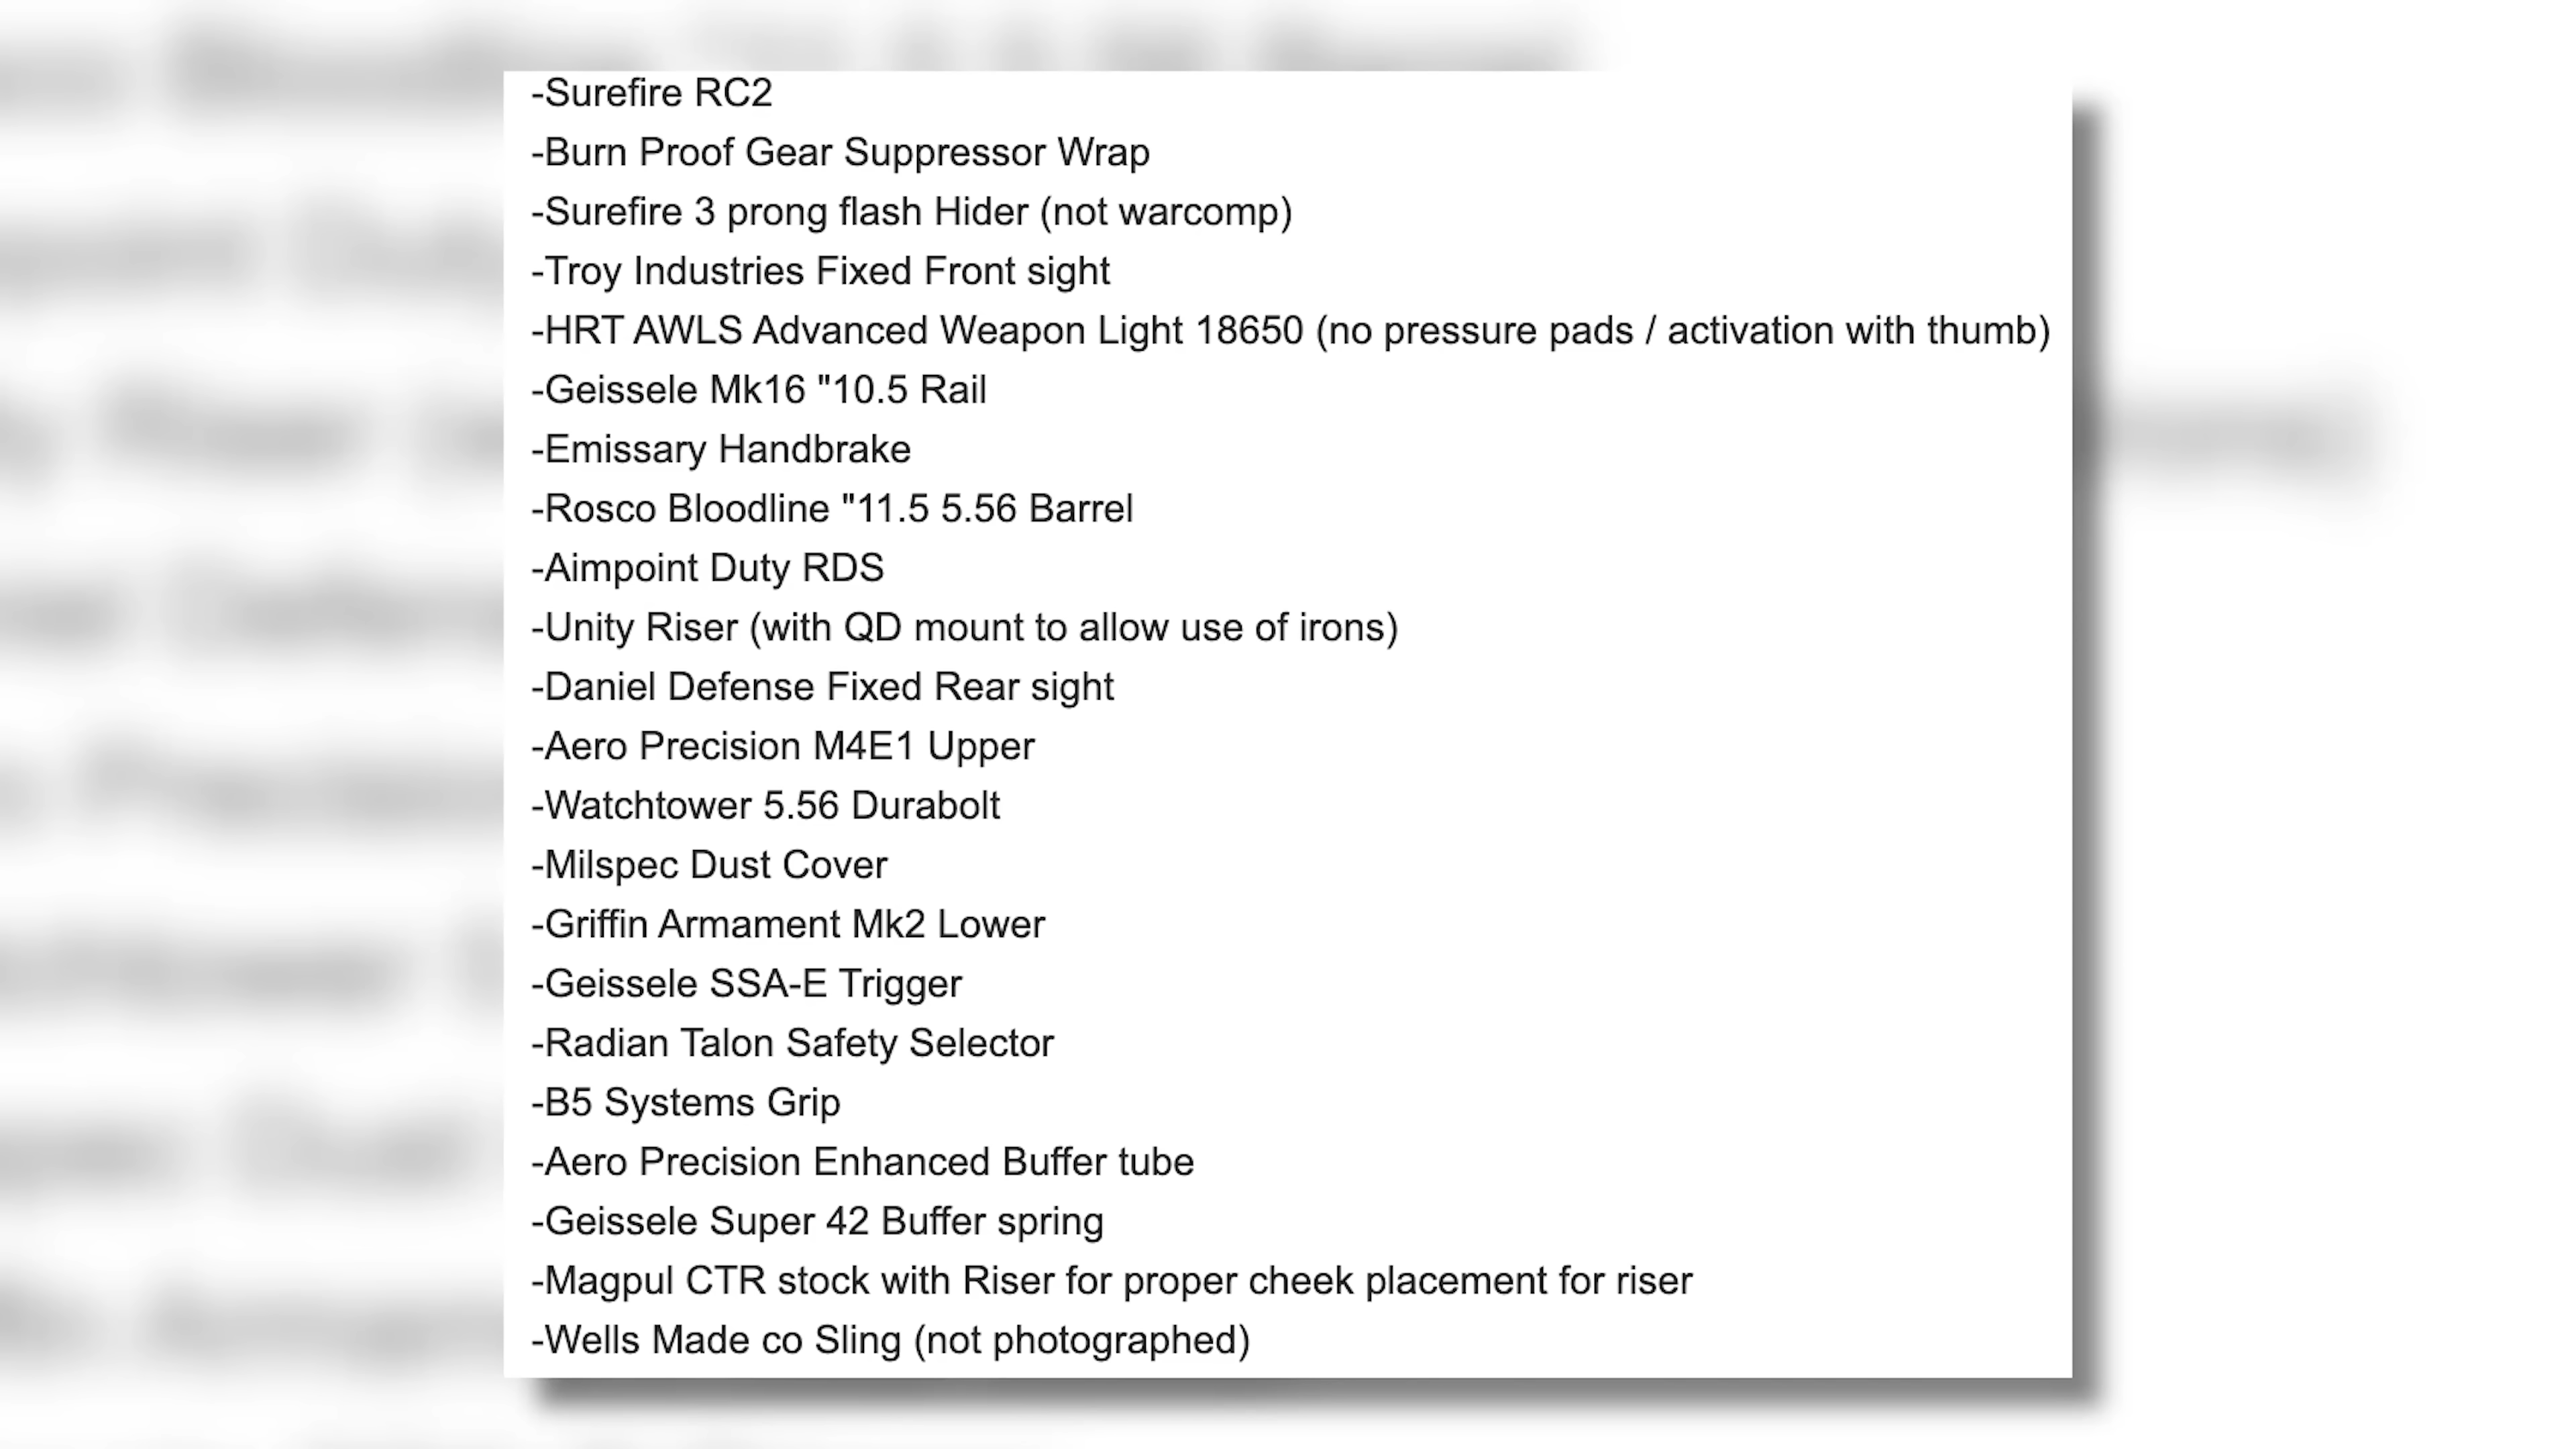 -Surefire RC2
-Burn Proof Gear Suppressor Wrap
-Surefire 3 prong flash Hider (not warcomp)
-Troy Industries Fixed Front sight
-HRT AWLS Advanced Weapon Light 18650 (no pressure pads / activation with thumb)
-Geissele Mk16 "10.5 Rail
-Emissary Handbrake
-Rosco Bloodline "11.5 5.56 Barrel
-Aimpoint Duty RDS
-Unity Riser (with QD mount to allow use of irons)
-Daniel Defense Fixed Rear sight
-Aero Precision M4E1 Upper
-Watchtower 5.56 Durabolt
-Milspec Dust Cover
-Griffin Armament Mk2 Lower
-Geissele SSA-E Trigger
-Radian Talon Safety Selector
-B5 Systems Grip
-Aero Precision Enhanced Buffer tube
-Geissele Super 42 Buffer spring
-Magpul CTR stock with Riser for proper cheek placement for riser
-Wells Made co Sling (not photographed)